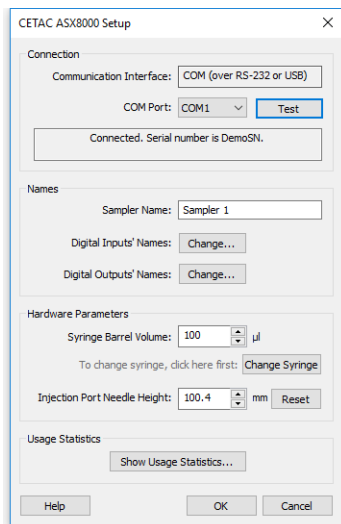 CETAC ASX8000 Setup
Connection
Communication Interface: COM (over RS-232 or USB)
COM Port: COM1 Test
Connected. Serial number is DemoSN.
Names
Sampler Name: Sampler 1
Digital Inputs' Names: Change...
Digital Outputs' Names: Change...
Hardware Parameters
Syringe Barrel Volume: 100 µl
To change syringe, click here first: Change Syringe
Injection Port Needle Height: 100.4 mm Reset
Usage Statistics
Show Usage Statistics...
Help OK Cancel